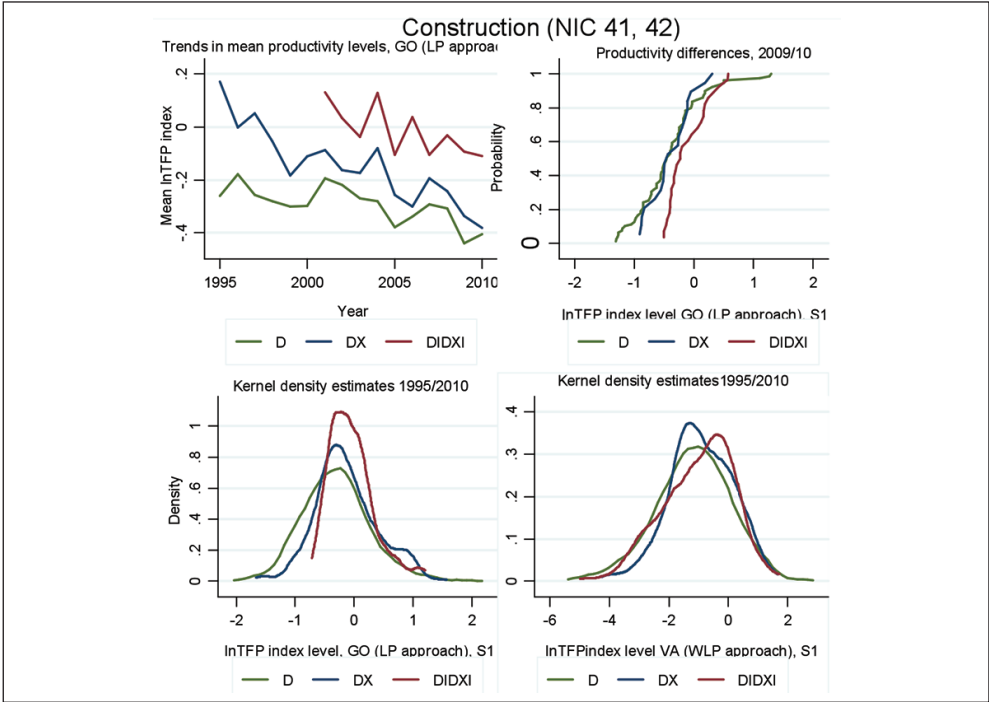 Construction (NIC 41, 42)
Trends in mean productivity levels, GO (LP approac
Mean lnTFP index
.2
0
-.2
-.4
1995
2000
2005
2010
Year
D
DX
DIDXI
Productivity differences, 2009/10
Probability
1
.8
.6
.4
.2
0
-2
-1
0
1
2
lnTFP index level GO (LP approach), S1
D
DX
DIDXI
Kernel density estimates 1995/2010
Density
1
.8
.6
.4
.2
0
-2
-1
0
1
2
lnTFP index level, GO (LP approach), S1
D
DX
DIDXI
Kernel density estimates1995/2010
.4
.3
.2
.1
0
-6
-4
-2
0
2
lnTFPindex level VA (WLP approach), S1
D
DX
DIDXI